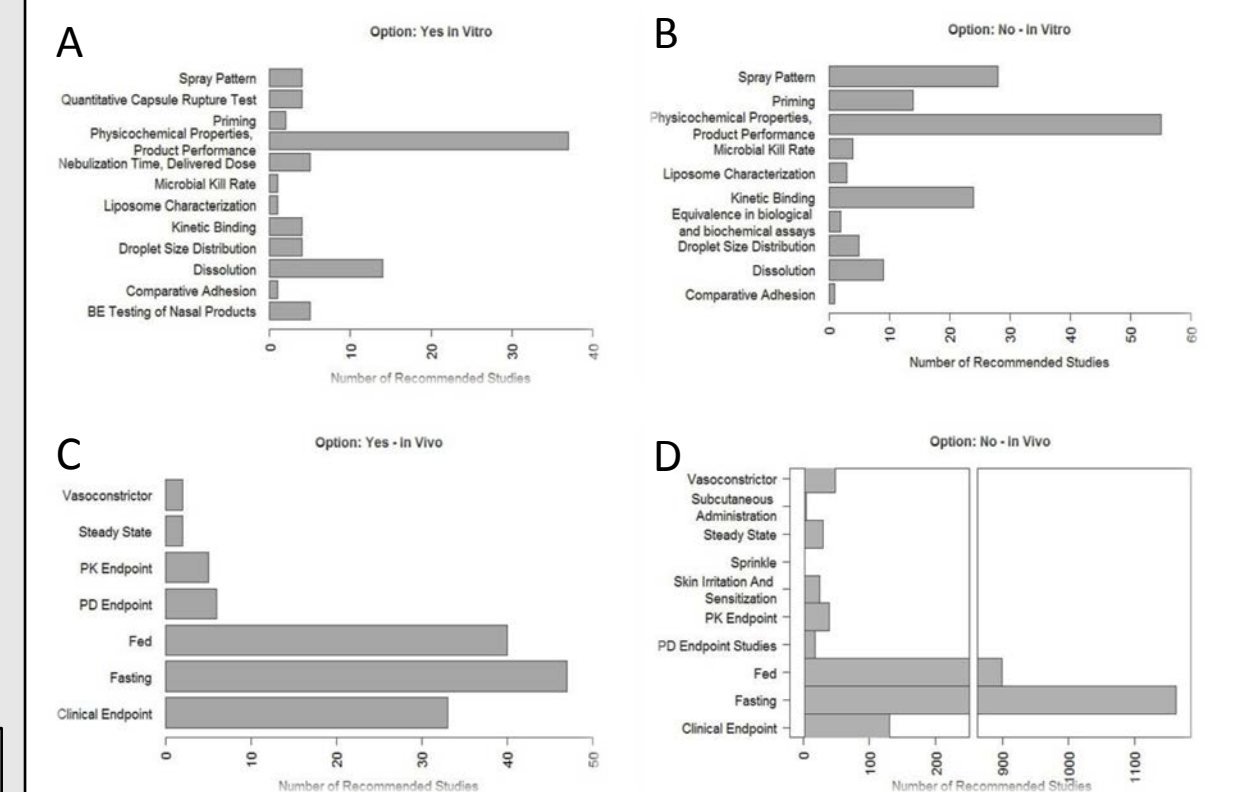 A
Option: Yes In Vitro
Spray Pattern
Quantitative Capsule Rupture Test
Priming
Physicochemical Properties,
Product Performance
Nebulization Time, Delivered Dose
Microbial Kill Rate
Liposome Characterization
Kinetic Binding
Droplet Size Distribution
Dissolution
Comparative Adhesion
BE Testing of Nasal Products
0 10 20 30 40
Number of Recommended Studies
B
Option: No - In Vitro
Spray Pattern
Priming
Physicochemical Properties,
Product Performance
Microbial Kill Rate
Liposome Characterization
Kinetic Binding
Equivalence in biological
and biochemical assays
Droplet Size Distribution
Dissolution
Comparative Adhesion
0 10 20 30 40 50 60
Number of Recommended Studies
C
Option: Yes - In Vivo
Vasoconstrictor
Steady State
PK Endpoint
PD Endpoint
Fed
Fasting
Clinical Endpoint
0 10 20 30 40 50
Number of Recommended Studies
D
Option: No - In Vivo
Vasoconstrictor
Subcutaneous
Administration
Steady State
Sprinkle
Skin Irritation And
Sensitization
PK Endpoint
PD Endpoint Studies
Fed
Fasting
Clinical Endpoint
0 100 200 900 1000 1100
Number of Recommended Studies